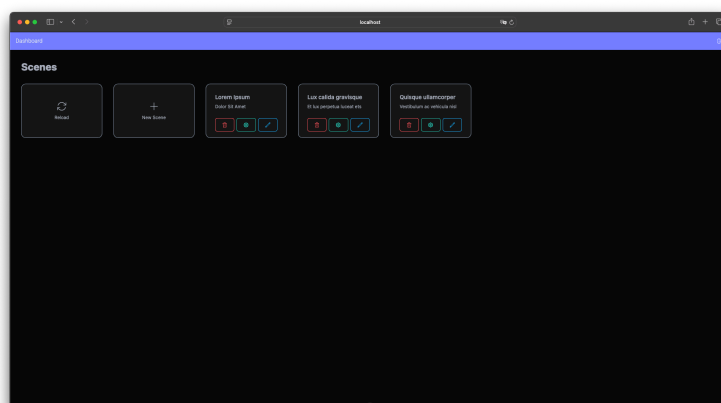 localhost
Dashboard
Scenes
Reload
New Scene
Lorem Ipsum
Dolor Sit Amet
Lux calida gravisque
Et lux perpetua luceat eis
Quisque ullamcorper
Vestibulum ac vehicula nisl